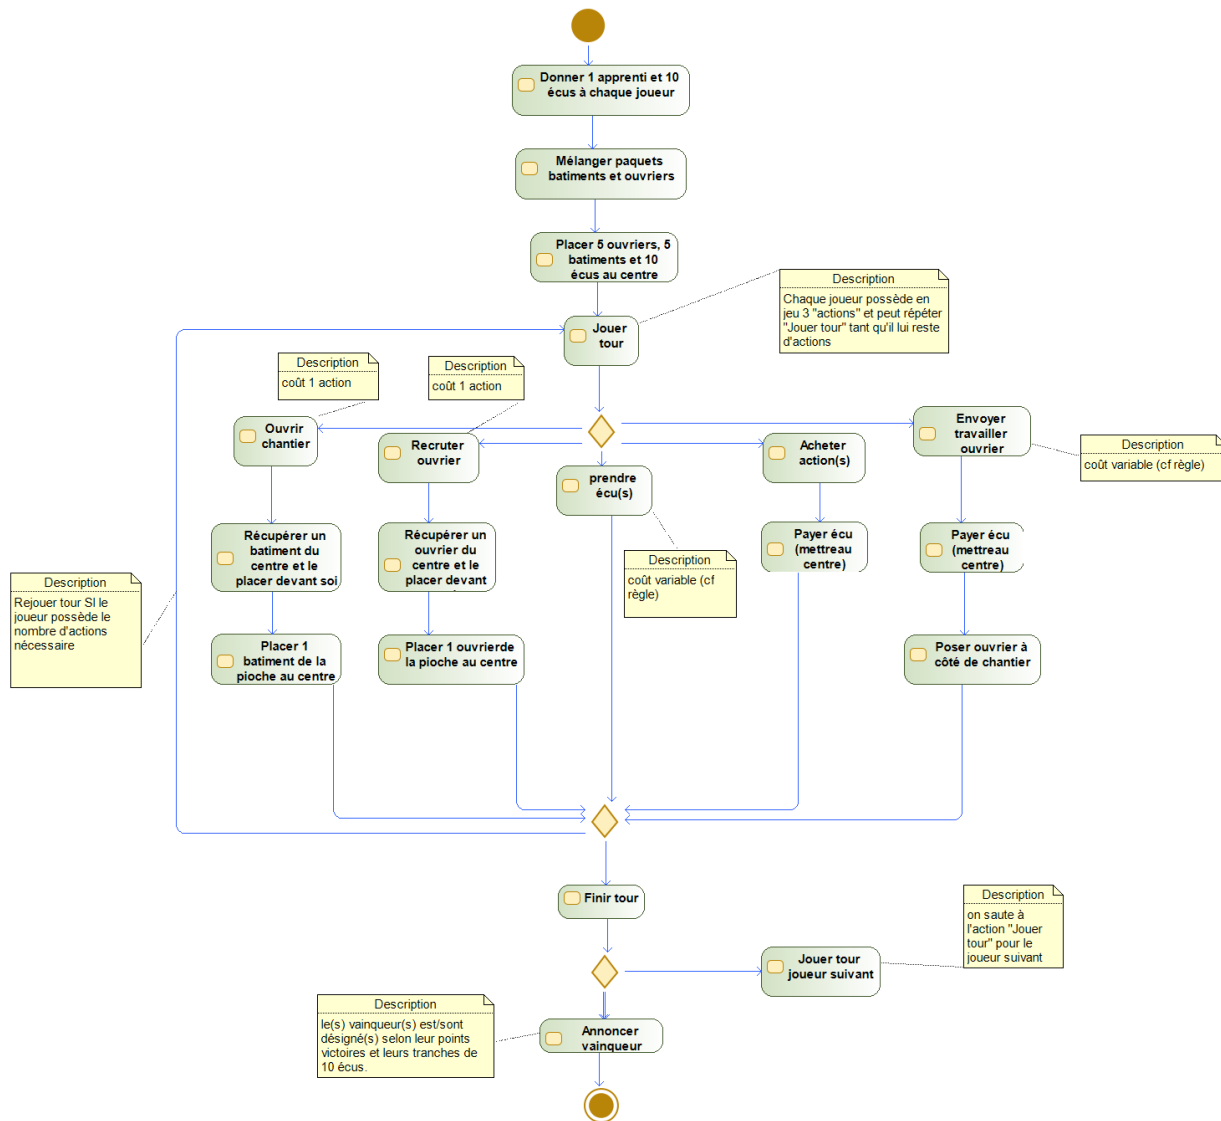 Donner 1 apprenti et 10
écus à chaque joueur
Mélanger paquets
batiments et ouvriers
Placer 5 ouvriers, 5
batiments et 10
écus au centre
Description
Chaque joueur possède en
jeu 3 "actions" et peut répéter
"Jouer tour" tant qu'il lui reste
d'actions
Jouer
tour
Description
coût 1 action
Description
coût 1 action
Ouvrir
chantier
Recruter
ouvrier
prendre
écu(s)
Acheter
action(s)
Envoyer
travailler
ouvrier
Description
coût variable (cf règle)
Récupérer un
batiment du
centre et le
placer devant soi
Récupérer un
ouvrier du
centre et le
placer devant
Description
coût variable (cf
règle)
Payer écu
(mettreau
centre)
Payer écu
(mettreau
centre)
Description
Rejouer tour SI le
joueur possède le
nombre d'actions
nécessaire
Placer 1
batiment de la
pioche au centre
Placer 1 ouvrierde
la pioche au centre
Poser ouvrier à
côté de chantier
Finir tour
Description
on saute à
l'action "Jouer
tour" pour le
joueur suivant
Jouer tour
joueur suivant
Description
le(s) vainqueur(s) est/sont
désigné(s) selon leur points
victoires et leurs tranches de
10 écus.
Annoncer
vainqueur